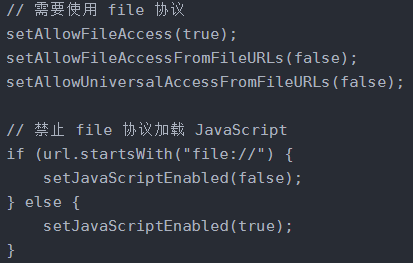 // 需要使用 file 协议
setAllowFileAccess(true);
setAllowFileAccessFromFileURLs(false);
setAllowUniversalAccessFromFileURLs(false);

// 禁止 file 协议加载 JavaScript
if (url.startsWith("file://") {
    setJavaScriptEnabled(false);
} else {
    setJavaScriptEnabled(true);
}